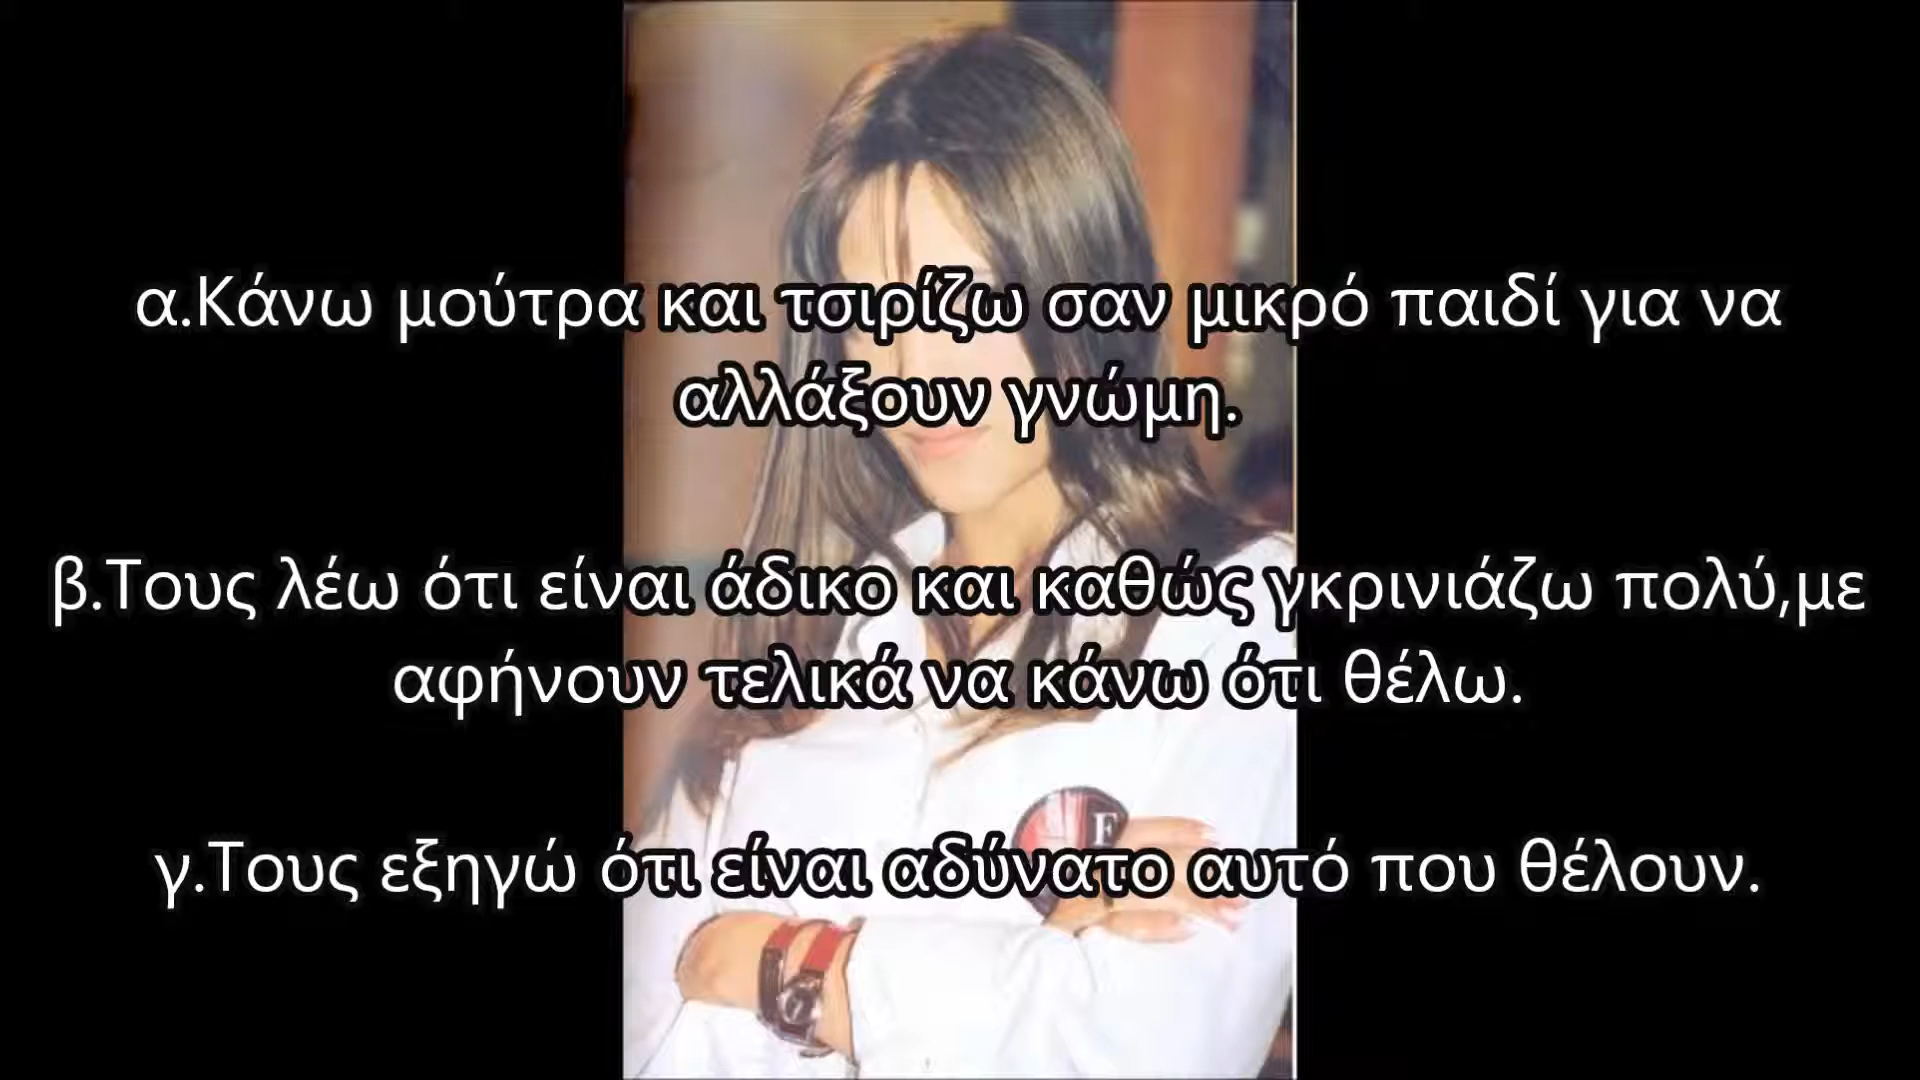 α.Κάνω μούτρα και τσιρίζω σαν μικρό παιδί για να
αλλάξουν γνώμη.
β.Τους λέω ότι είναι άδικο και καθώς γκρινιάζω πολύ,με
αφήνουν τελικά να κάνω ότι θέλω.
γ.Τους εξηγώ ότι είναι αδύνατο αυτό που θέλουν.
E